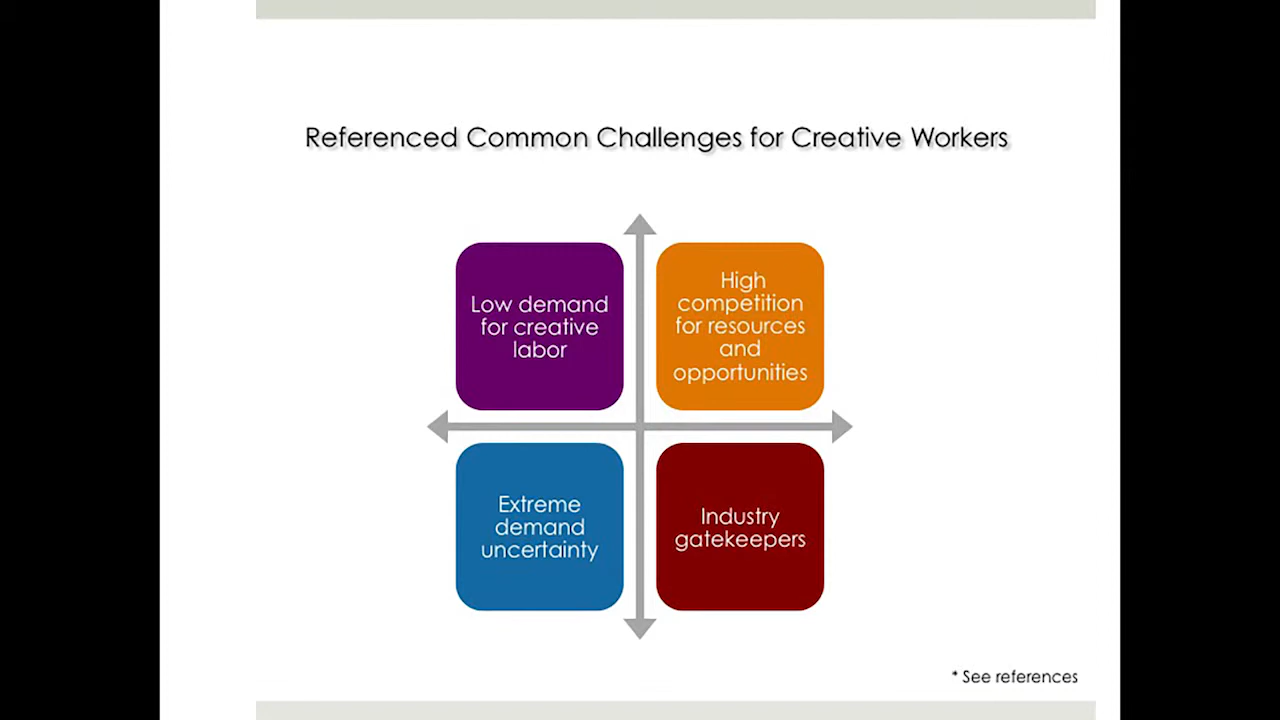 Referenced Common Challenges for Creative Workers
Low demand
for creative
labor
High
competition
for resources
and
opportunities
Extreme
demand
uncertainty
Industry
gatekeepers
* See references